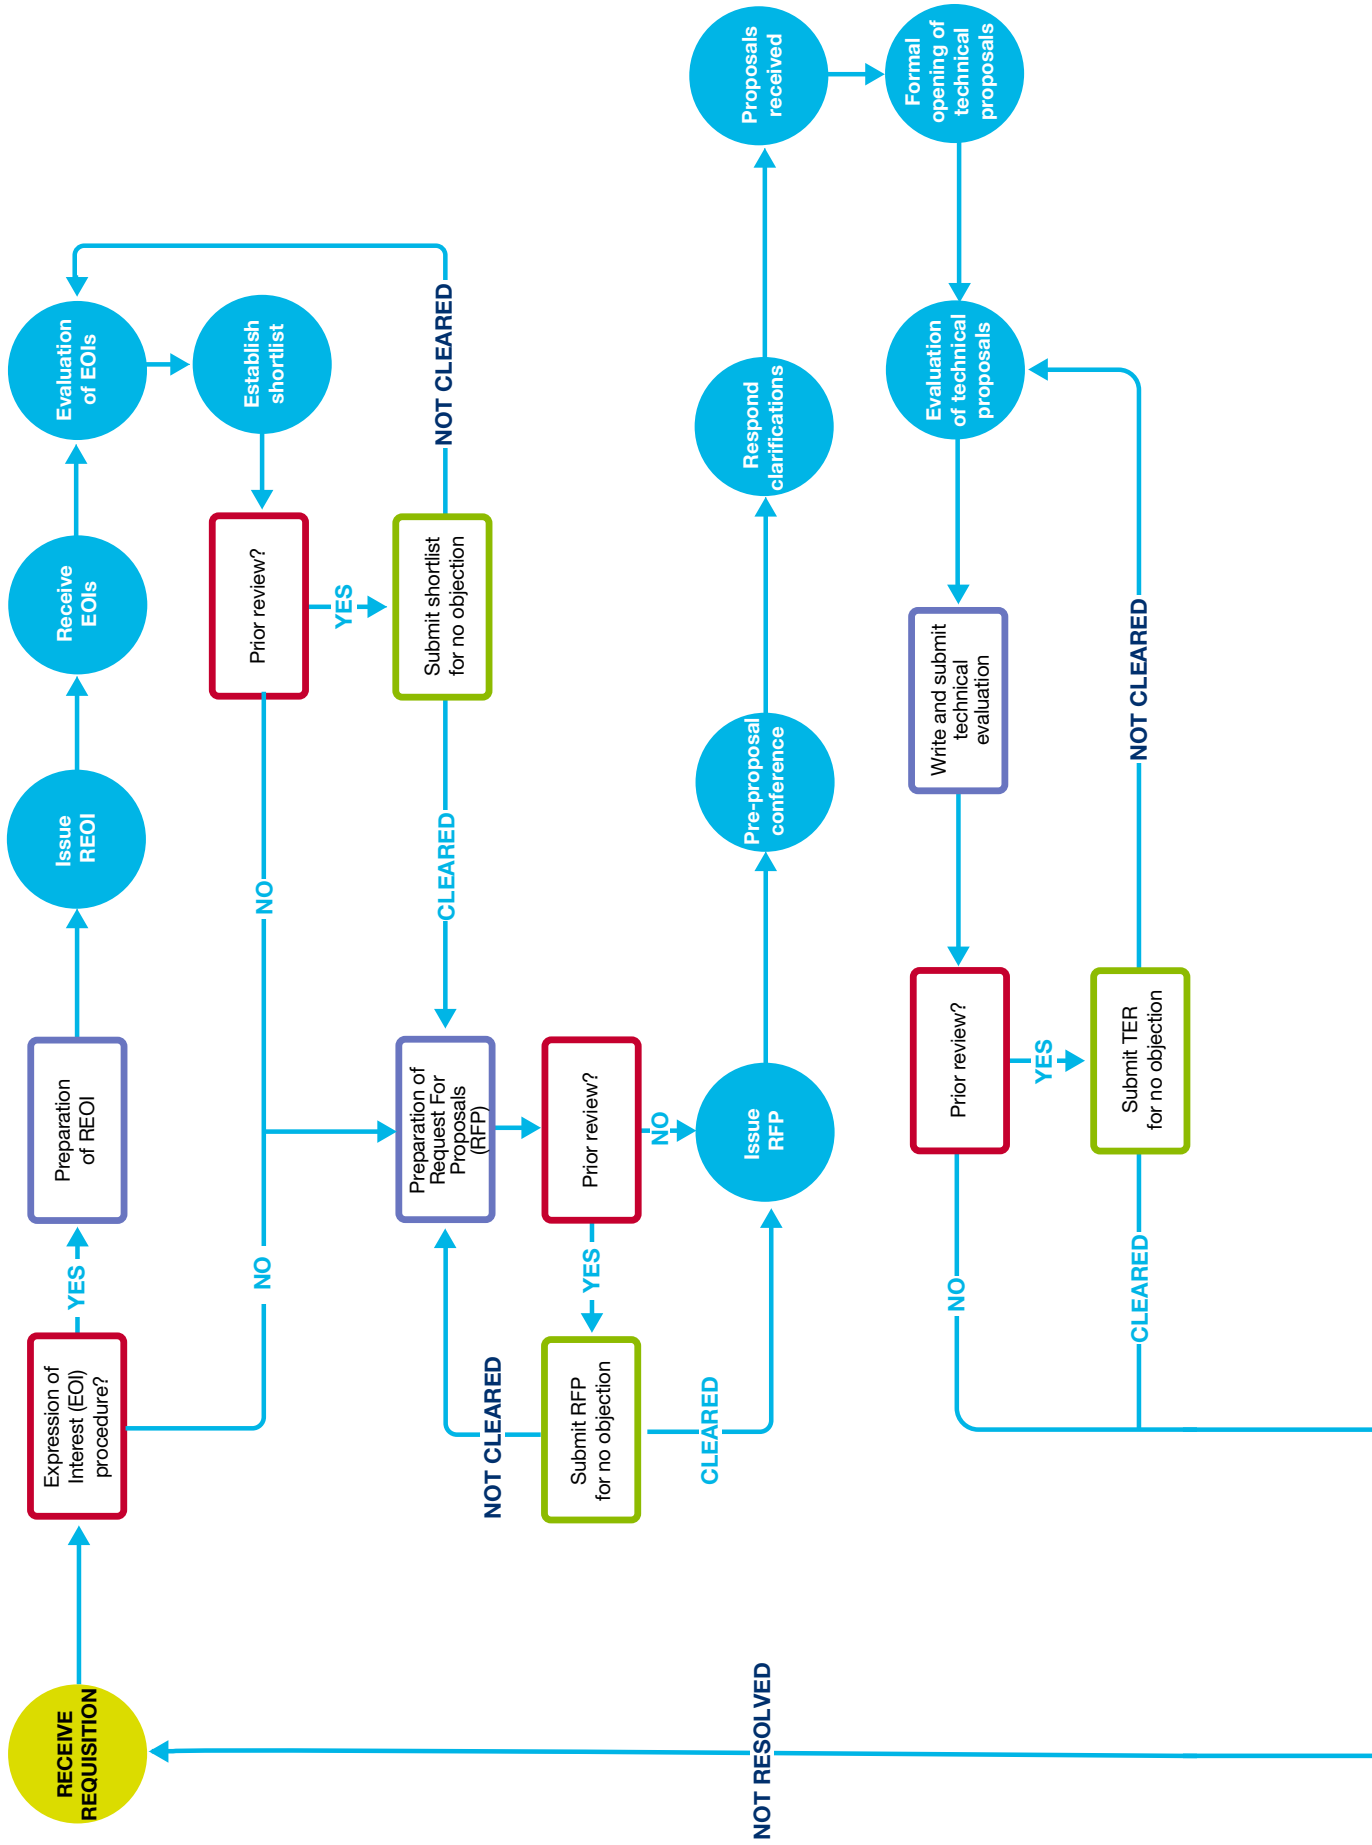 RECEIVE
REQUISITION
Expression of
Interest (EOI)
procedure?
YES
Preparation
of REOI
Issue
REOI
Receive
EOIs
Evaluation
of EOIs
Establish
shortlist
Prior review?
YES
Submit shortlist
for no objection
NOT CLEARED
NO
NO
CLEARED
Preparation of
Request For
Proposals
(RFP)
Prior review?
YES
NO
Submit RFP
for no objection
NOT CLEARED
CLEARED
Issue
RFP
Pre-proposal
conference
Respond
clarifications
Proposals
received
Formal
opening of
technical
proposals
Evaluation
of technical
proposals
Write and submit
technical
evaluation
Prior review?
YES
NO
Submit TER
for no objection
NOT CLEARED
CLEARED
NOT RESOLVED